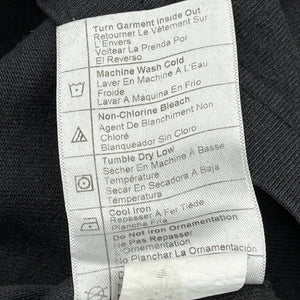 Turn Garment Inside Out
Retourner Le Vêtement Sur
L'Envers
Voltear La Prenda Por
El Reverso
Machine Wash Cold
Laver En Machine A L'Eau
Froide
Lavar A Máquina En Frio
Non-Chlorine Bleach
Agent De Blanchiment Non
Chloré
Blanqueador Sin Cloro
Tumble Dry Low
Sécher En Machine A Basse
Température
Secar En Secadora A Baja
Temperatura
Cool Iron
Repasser A Fer Tiède
Plancha Fria
Do Not Iron Ornamentation
Ne Pas Repasser
L'Ornementation
No Planchar La Ornamentación